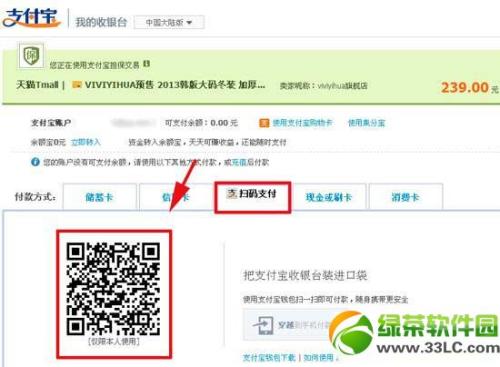 支付宝 | 我的收银台 中国大陆版
您正在使用支付宝担保交易
天猫Tmall | VIVIYIHUA预售 2013韩版大码冬装 加厚... 卖家昵称：viviyihua旗舰店 239.00 元
支付宝账户 可支付余额：0.00 元 使用支付宝购物卡 使用集分宝
余额宝0元 立即转入 资金转入余额宝，天天可赚收益，还能随时支付
您的账户没有可支付余额，请使用以下其他方式付款，或充值后付款
付款方式： 储蓄卡 信用卡 扫码支付 现金或刷卡 消费卡
把支付宝收银台装进口袋
使用支付宝钱包扫一扫即可付款，随身携带更安全
穿越到手机付款
[仅限本人使用]
支付宝钱包下载 | 如何使用
绿茶软件园
www.33LC.com